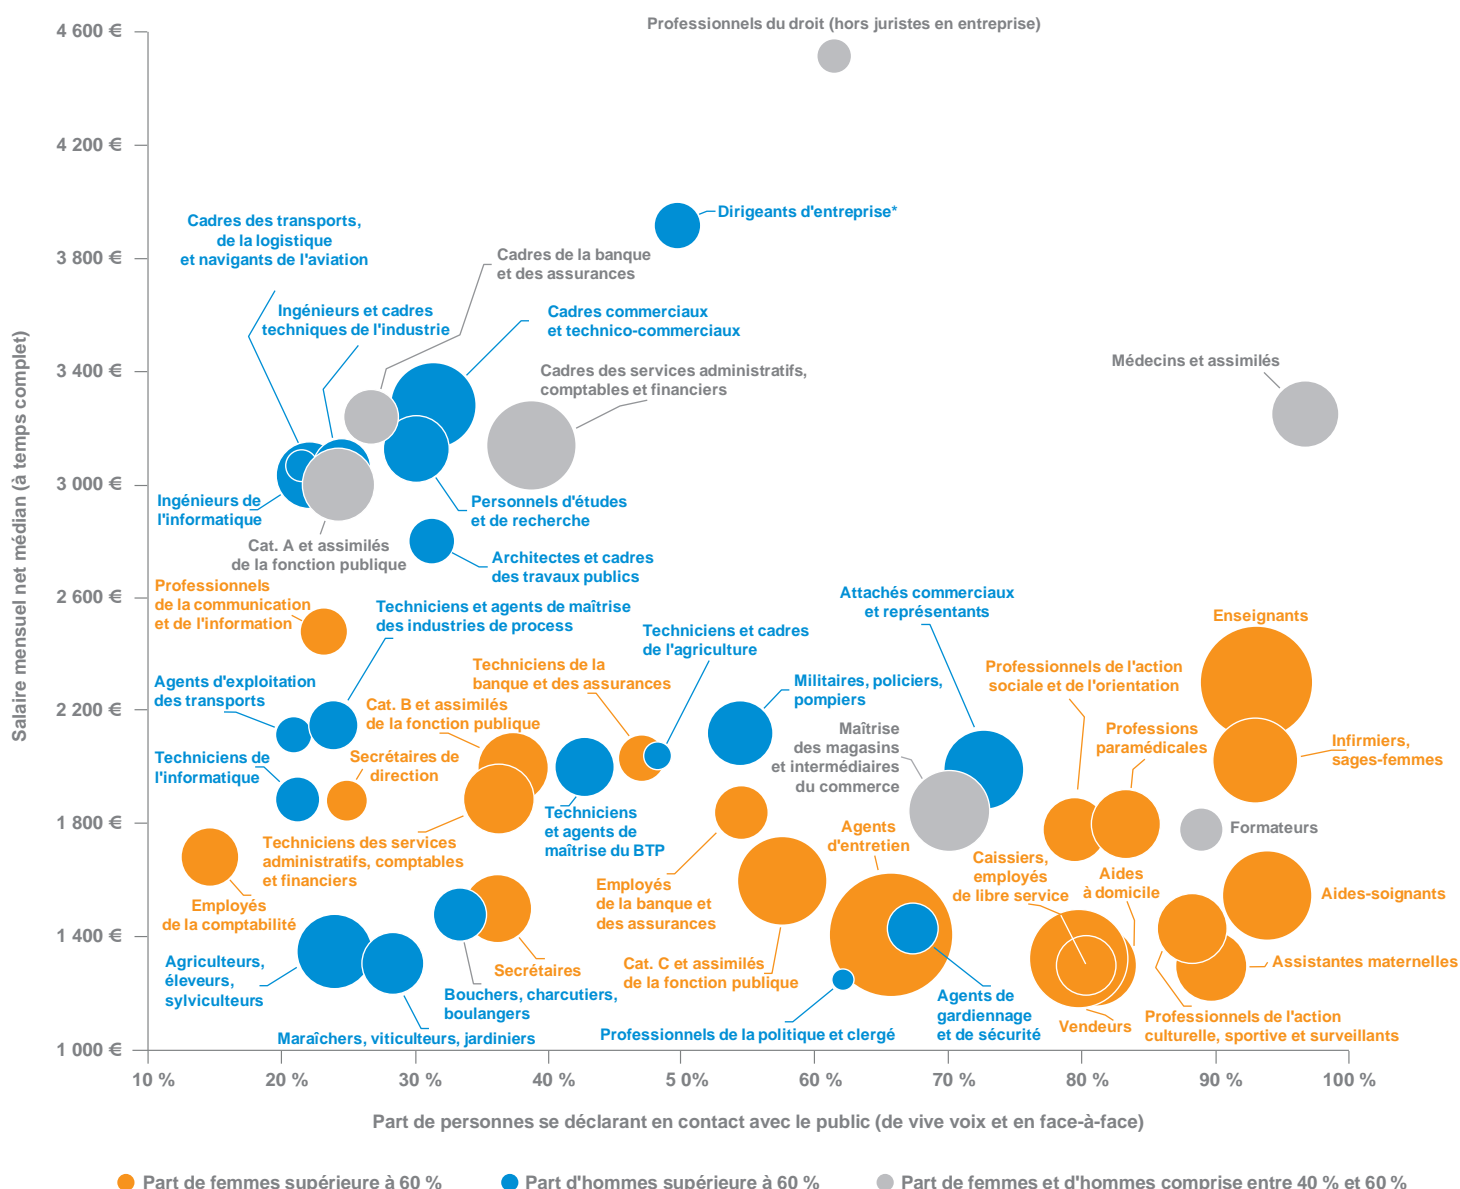 Professionnels du droit (hors juristes en entreprise)
4 600 €
4 200 €
3 800 €
3 400 €
3 000 €
2 600 €
2 200 €
1 800 €
1 400 €
1 000 €
Salaire mensuel net médian (à temps complet)
Cadres des transports,
de la logistique
et navigants de l'aviation
Dirigeants d'entreprise*
Cadres de la banque
et des assurances
Ingénieurs et cadres
techniques de l'industrie
Cadres commerciaux
et technico-commerciaux
Cadres des services administratifs,
comptables et financiers
Médecins et assimilés
Ingénieurs de
l'informatique
Personnels d'études
et de recherche
Cat. A et assimilés
de la fonction publique
Architectes et cadres
des travaux publics
Professionnels
de la communication
et de l'information
Techniciens et agents de maîtrise
des industries de process
Techniciens et cadres
de l'agriculture
Attachés commerciaux
et représentants
Enseignants
Agents d'exploitation
des transports
Techniciens de la
banque et des assurances
Cat. B et assimilés
de la fonction publique
Militaires, policiers,
pompiers
Professionnels de l'action
sociale et de l'orientation
Professions
paramédicales
Infirmiers,
sages-femmes
Techniciens de
l'informatique
Secrétaires de
direction
Maîtrise
des magasins
et intermédiaires
du commerce
Techniciens
et agents de
maîtrise du BTP
Agents
d'entretien
Formateurs
Techniciens des services
administratifs, comptables
et financiers
Caissiers,
employés
de libre service
Aides
à domicile
Employés
de la banque et
des assurances
Aides-soignants
Employés
de la comptabilité
Agriculteurs,
éleveurs,
sylviculteurs
Secrétaires
Cat. C et assimilés
de la fonction publique
Assistantes maternelles
Bouchers, charcutiers,
boulangers
Agents de
gardiennage
et de sécurité
Vendeurs
Professionnels de l'action
culturelle, sportive et surveillants
Maraîchers, viticulteurs, jardiniers
Professionnels de la politique et clergé
10 %
20 %
30 %
40 %
50%
60 %
70 %
80 %
90 %
100 %
Part de personnes se déclarant en contact avec le public (de vive voix et en face-à-face)
Part de femmes supérieure à 60 %
Part d'hommes supérieure à 60 %
Part de femmes et d'hommes comprise entre 40 % et 60 %